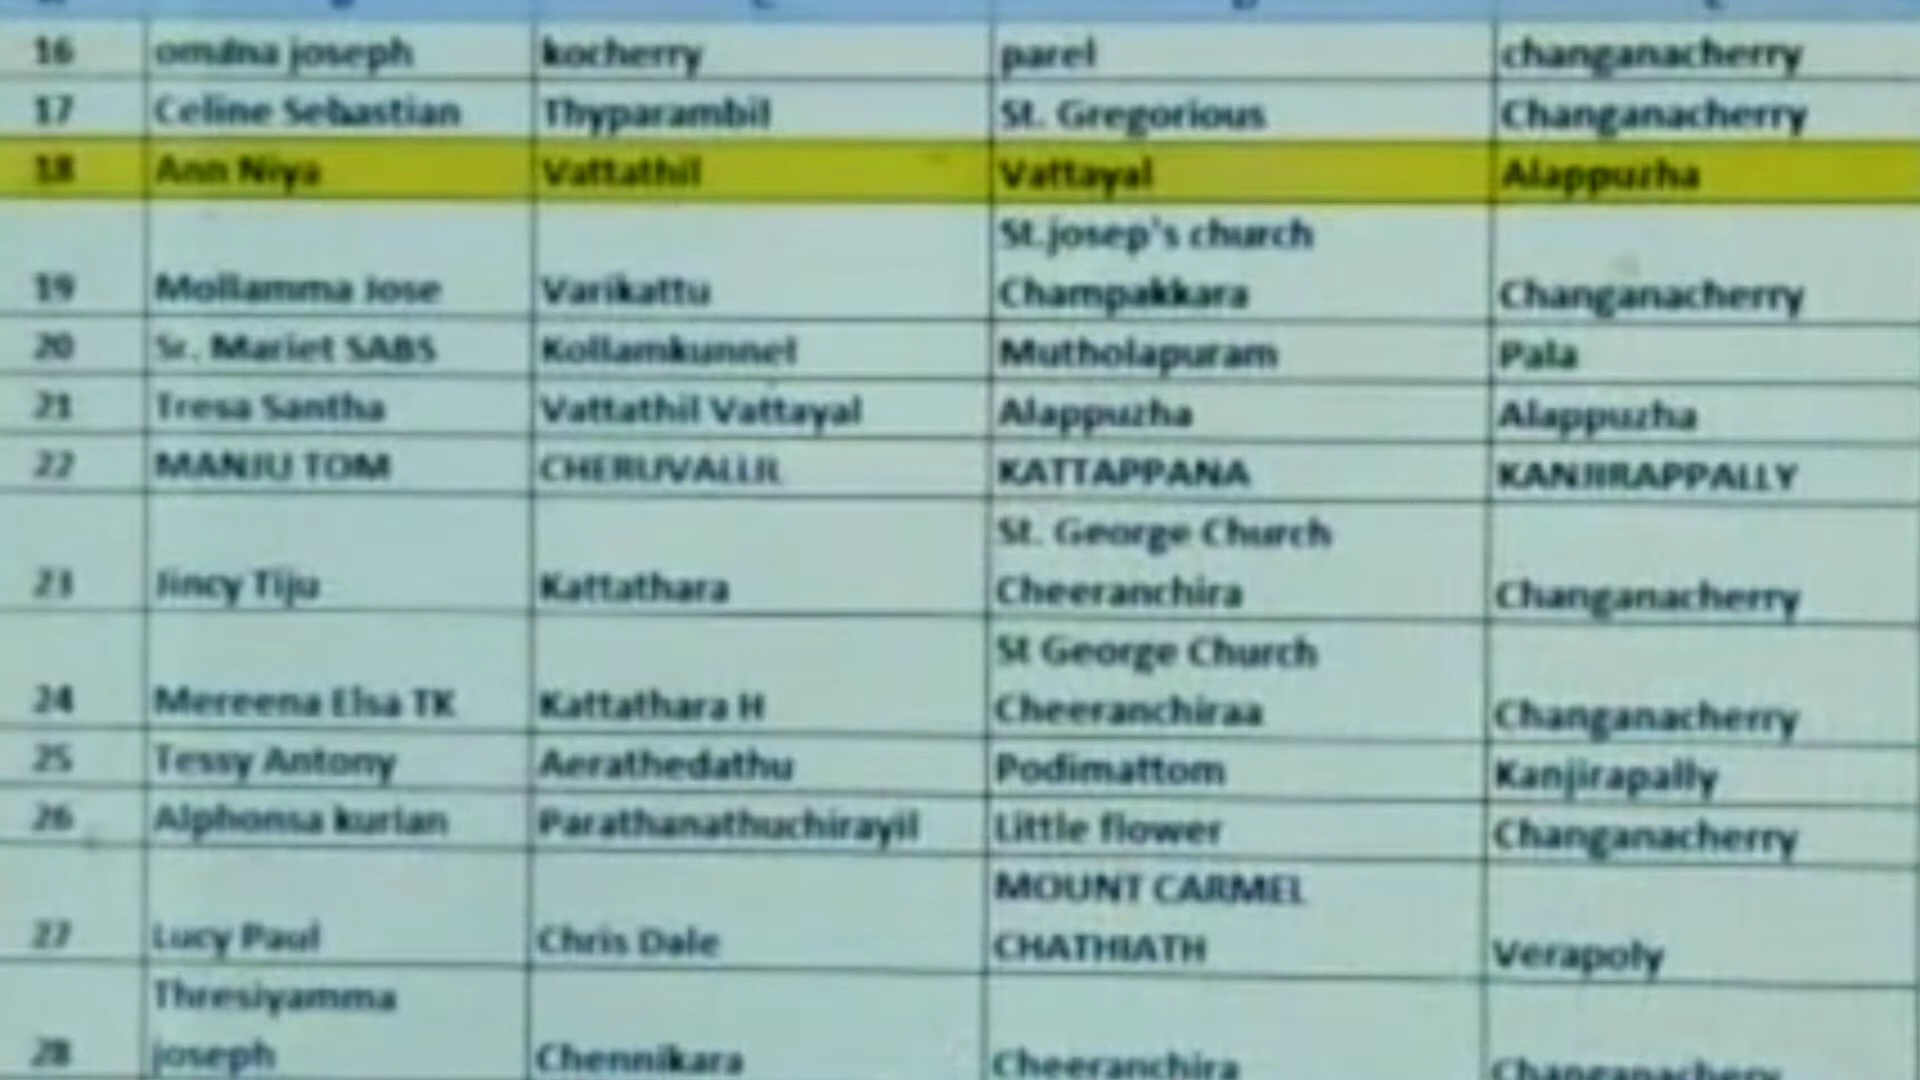 16 omana joseph kocherry parel changanacherry
17 Celine Sebastian Thyparambil St. Gregorious Changanacherry
18 Ann Niya Vattathil Vattayal Alappuzha
St.josep's church
19 Mollamma Jose Varikattu Champakkara Changanacherry
20 Sr. Mariet SABS Kollamkunnel Mutholapuram Pala
21 Tresa Santha Vattathil Vattayal Alappuzha Alappuzha
22 MANJU TOM CHERUVALLIL KATTAPPANA KANJIRAPPALLY
St. George Church
23 Jincy Tiju Kattathara Cheeranchira Changanacherry
St George Church
24 Mereena Elsa TK Kattathara H Cheeranchiraa Changanacherry
25 Tessy Antony Aerathedathu Podimattom Kanjirapally
26 Alphonsa kurian Parathanathuchirayil Little flower Changanacherry
MOUNT CARMEL
27 Lucy Paul Chris Dale CHATHIATH Verapoly
Thresiyamma
28 joseph Chennikara Cheeranchira Changanachery